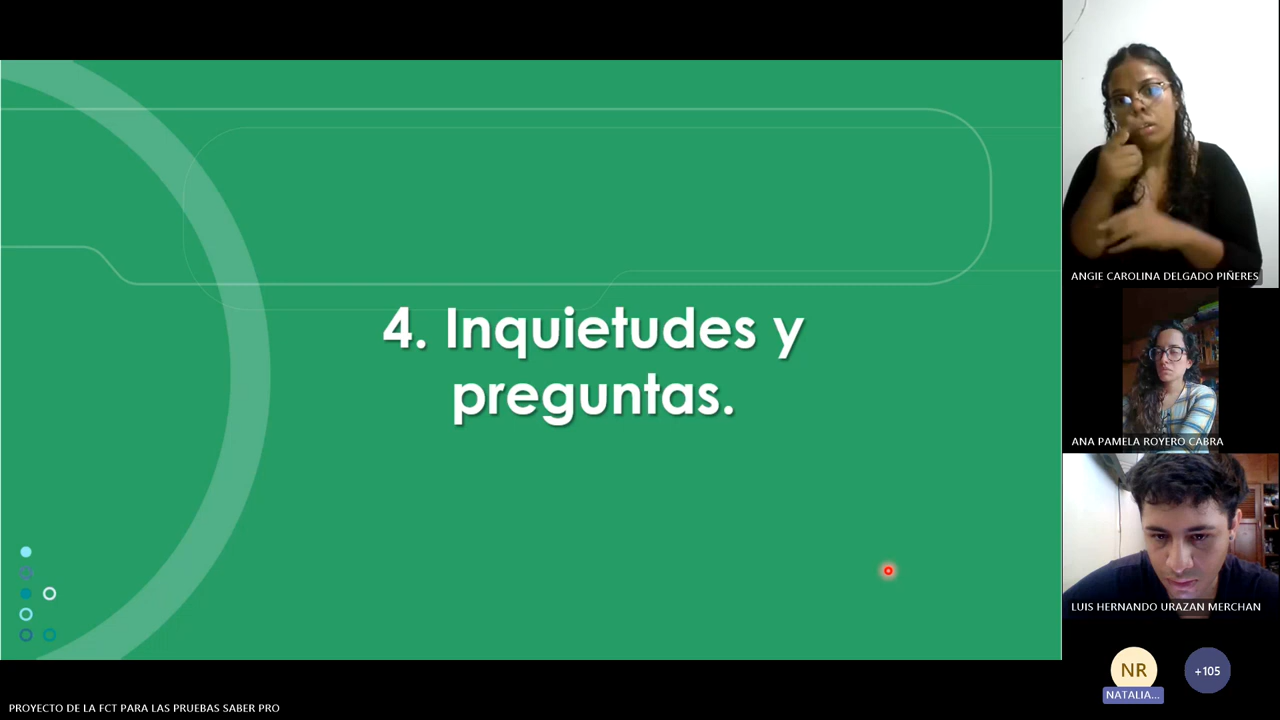 4. Inquietudes y
preguntas.
ANGIE CAROLINA DELGADO PIÑERES
ANA PAMELA ROYERO CABRA
LUIS HERNANDO URAZAN MERCHAN
NR
+105
NATALIA...
PROYECTO DE LA FCT PARA LAS PRUEBAS SABER PRO